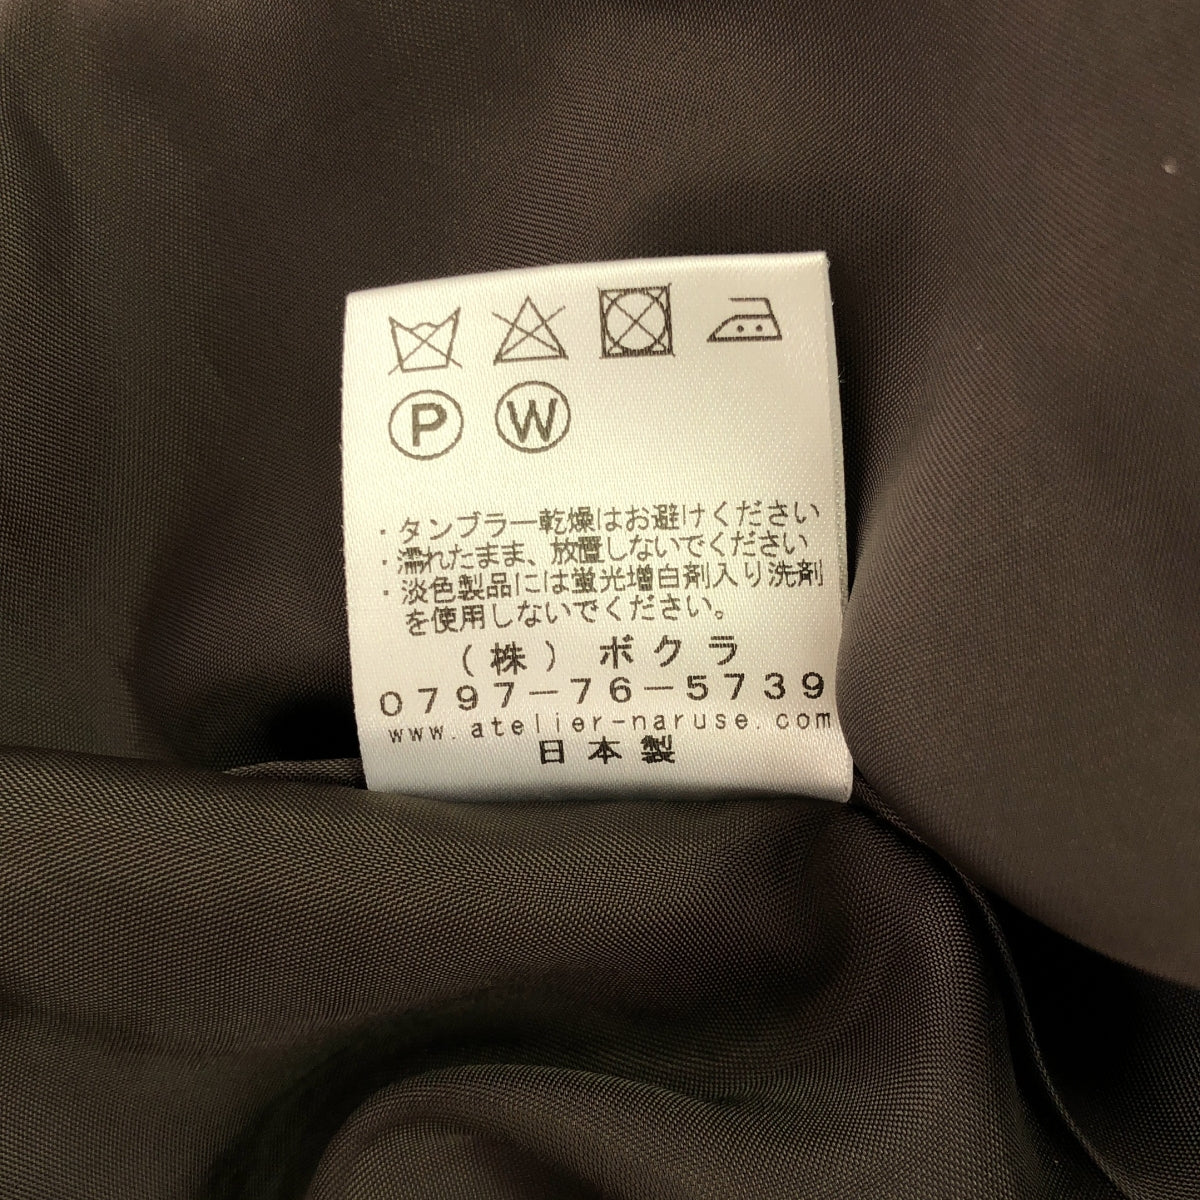 P W
・タンブラー乾燥はお避けください
・濡れたまま、放置しないでください
・淡色製品には蛍光増白剤入り洗剤
を使用しないでください。
(株) ボクラ
0797-76-5739
www.atelier-naruse.com
日本製